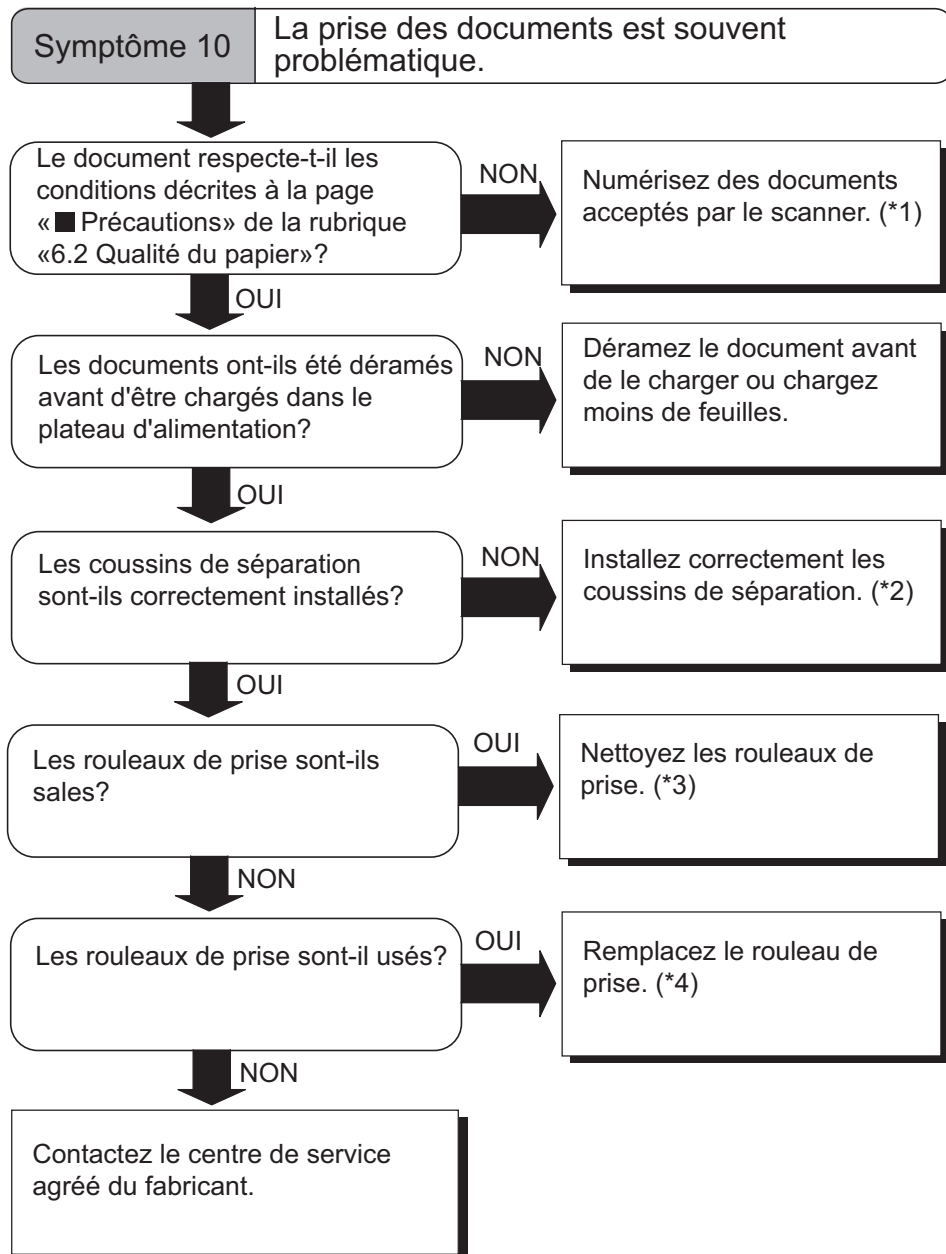 Symptôme 10
La prise des documents est souvent
problématique.
Le document respecte-t-il les
conditions décrites à la page
« ■ Précautions» de la rubrique
«6.2 Qualité du papier»?
NON
Numérisez des documents
acceptés par le scanner. (*1)
OUI
Les documents ont-ils été déramés
avant d'être chargés dans le
plateau d'alimentation?
NON
Déramez le document avant
de le charger ou chargez
moins de feuilles.
OUI
Les coussins de séparation
sont-ils correctement installés?
NON
Installez correctement les
coussins de séparation. (*2)
OUI
Les rouleaux de prise sont-ils
sales?
OUI
Nettoyez les rouleaux de
prise. (*3)
NON
Les rouleaux de prise sont-il usés?
OUI
Remplacez le rouleau de
prise. (*4)
NON
Contactez le centre de service
agréé du fabricant.